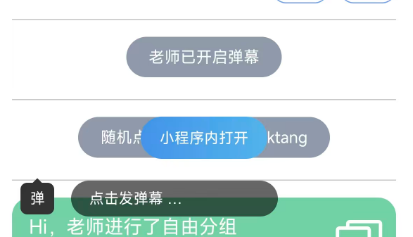 老师已开启弹幕
随机点
小程序内打开
ktang
弹
点击发弹幕 ...
Hi，老师进行了自由分组